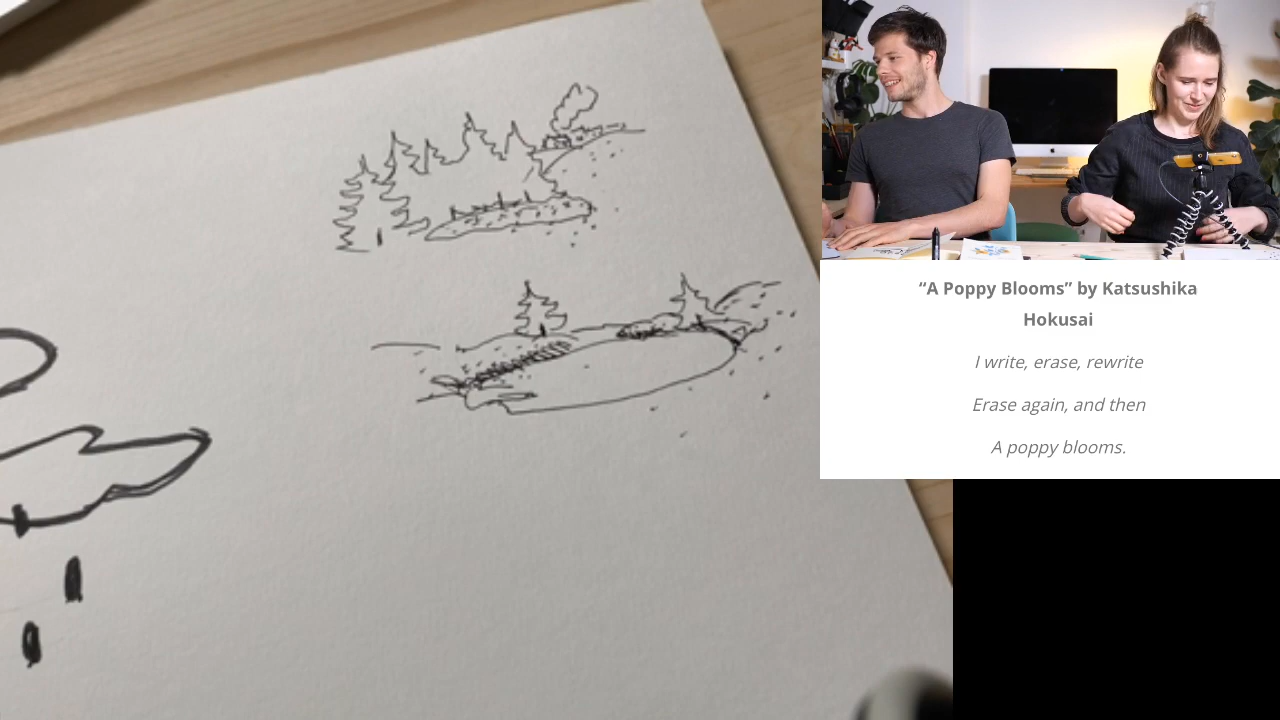 “A Poppy Blooms” by Katsushika
Hokusai
I write, erase, rewrite
Erase again, and then
A poppy blooms.